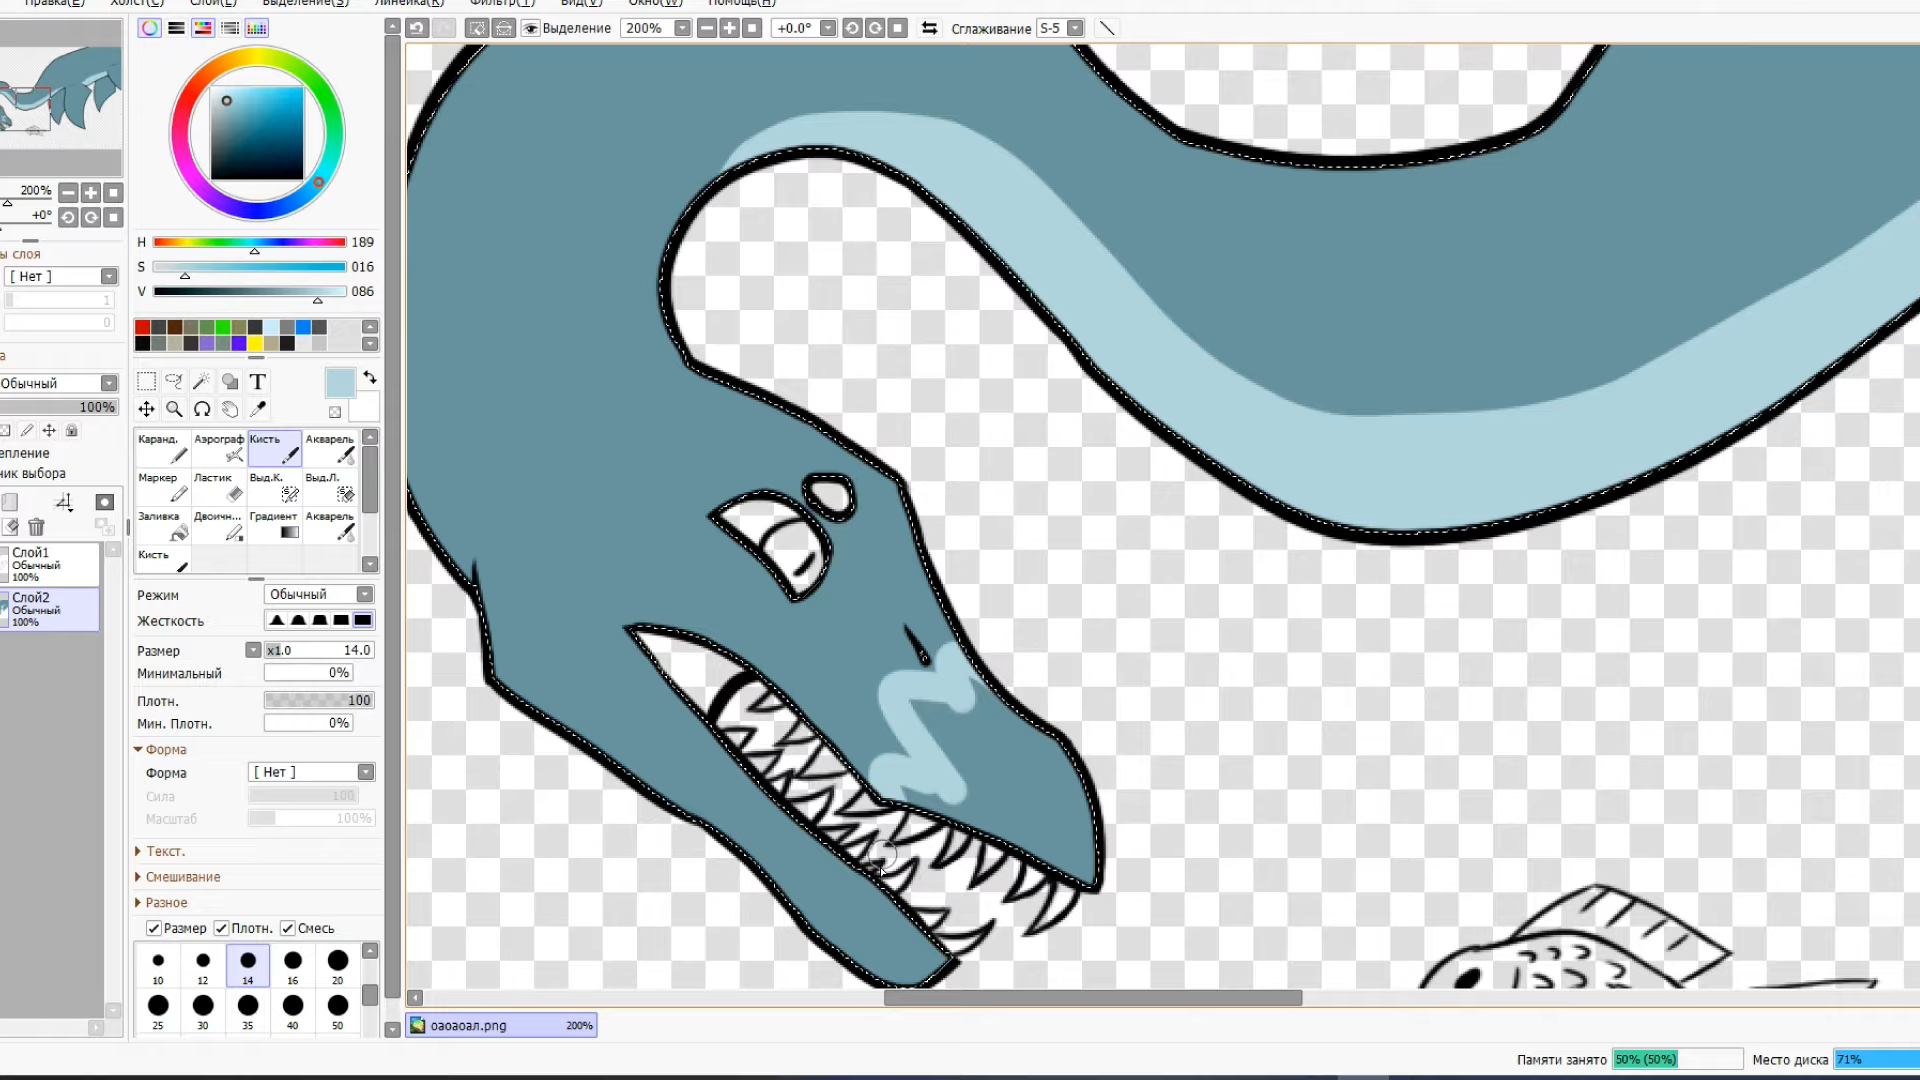 Правка(E) Холст(C) Слои(L) Выделение(S) Линейка(R) Фильтр(T) Вид(V) Окно(W) Помощь(H)
Выделение 200% +0.0° Сглаживание S-5
200%
+0°
ы слоя
[ Нет ]
1
0
а
Обычный
100%
репление
ник выбора
Слой1
Обычный
100%
Слой2
Обычный
100%
H 189
S 016
V 086
T
Каранд. Аэрограф Кисть Акварель
Маркер Ластик Выд.К. Выд.Л.
Заливка Двоичн... Градиент Акварель
Кисть
Режим Обычный
Жесткость
Размер x1.0 14.0
Минимальный 0%
Плотн. 100
Мин. Плотн. 0%
Форма
Форма [ Нет ]
Сила 100
Масштаб 100%
Текст.
Смешивание
Разное
Размер Плотн. Смесь
10 12 14 16 20
25 30 35 40 50
оаоаоал.png 200%
Памяти занято 50% (50%) Место диска 71%